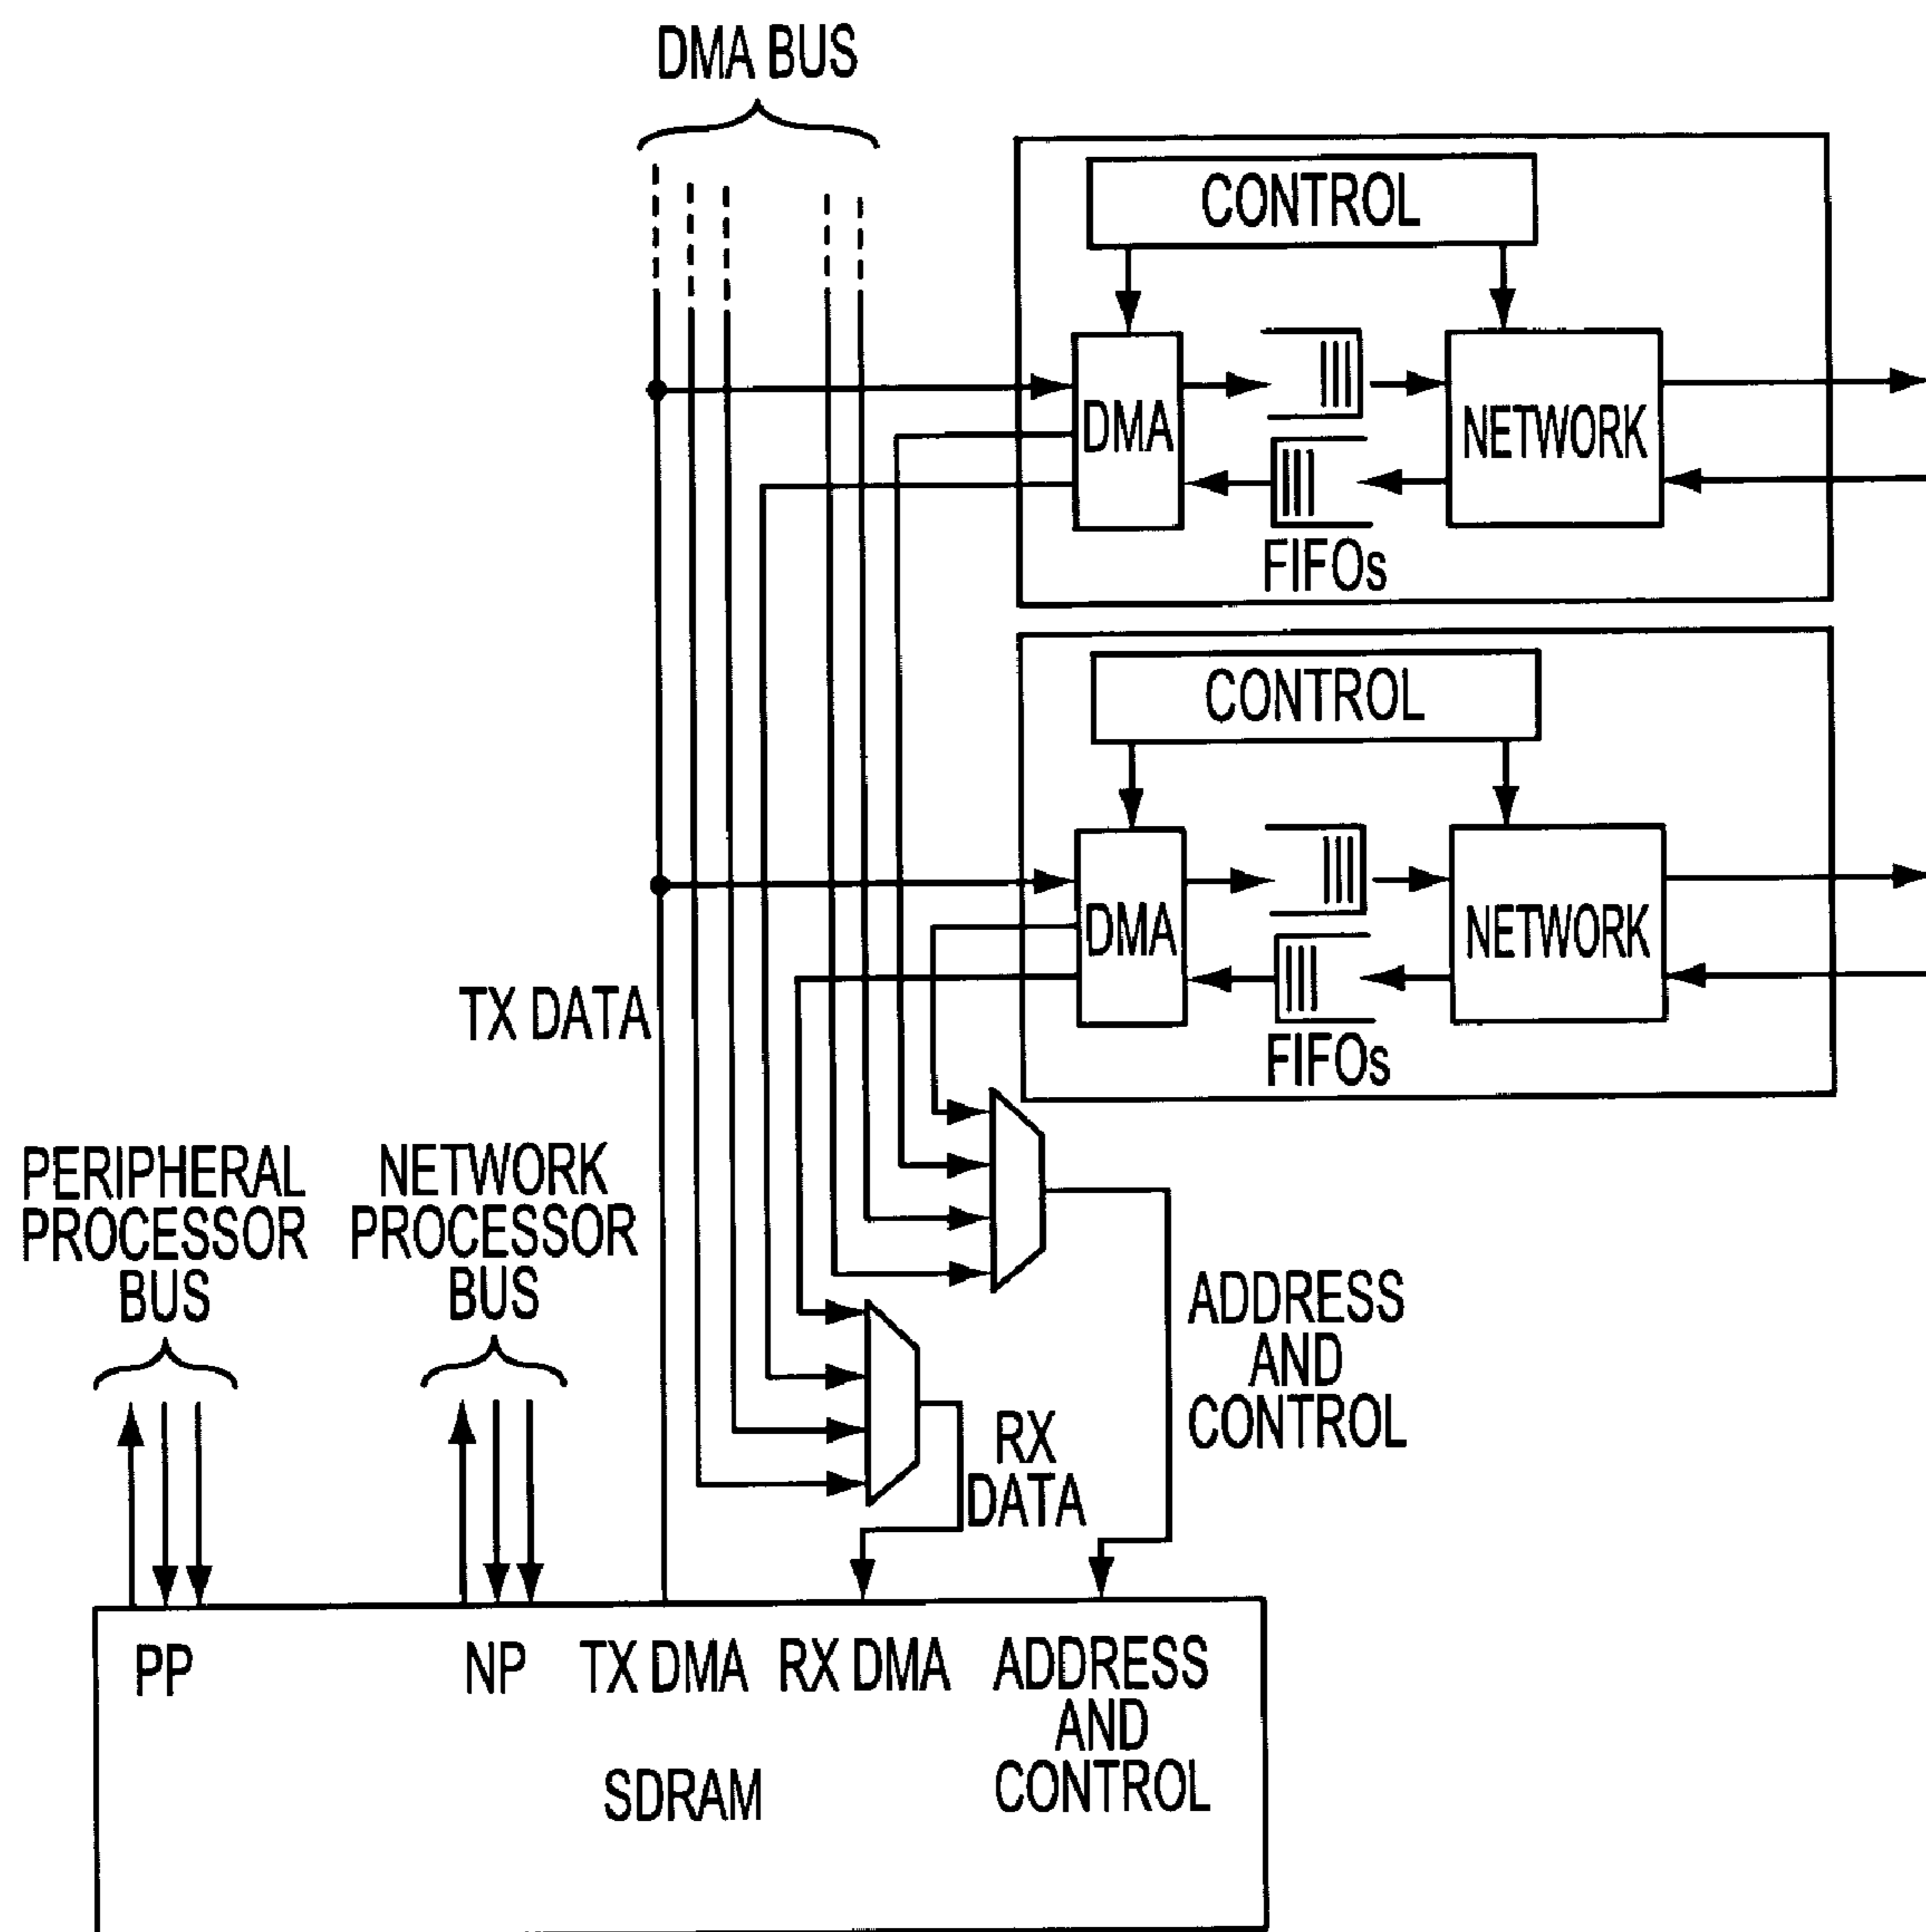 DMA BUS
CONTROL
DMA
NETWORK
FIFOs
CONTROL
DMA
NETWORK
FIFOs
TX DATA
PERIPHERAL
PROCESSOR
BUS
NETWORK
PROCESSOR
BUS
ADDRESS
AND
CONTROL
RX
DATA
PP
NP
TX DMA
RX DMA
ADDRESS
AND
CONTROL
SDRAM